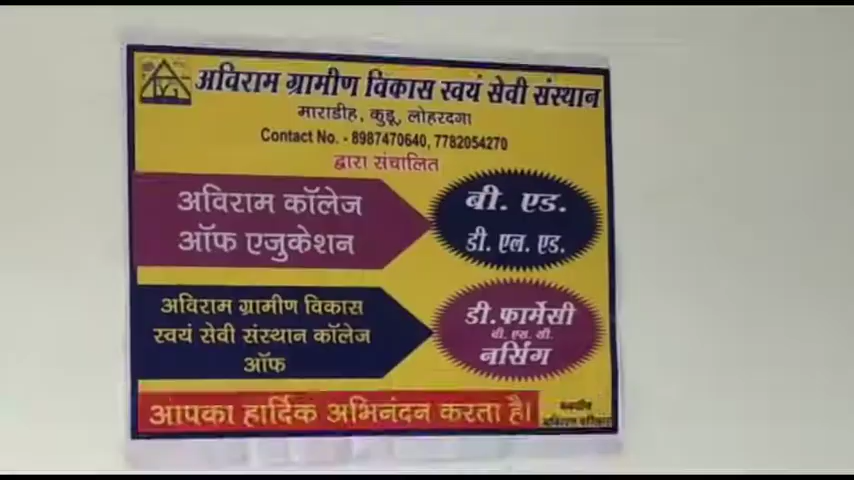 अविराम ग्रामीण विकास स्वयं सेवी संस्थान
माराडीह, कुडू, लोहरदगा
Contact No. - 8987470640, 7782054270
द्वारा संचालित
अविराम कॉलेज
ऑफ एजुकेशन
बी. एड.
डी. एल. एड.
अविराम ग्रामीण विकास
स्वयं सेवी संस्थान कॉलेज
ऑफ
डी. फार्मेसी
बी. एस. सी.
नर्सिंग
आपका हार्दिक अभिनंदन करता है।